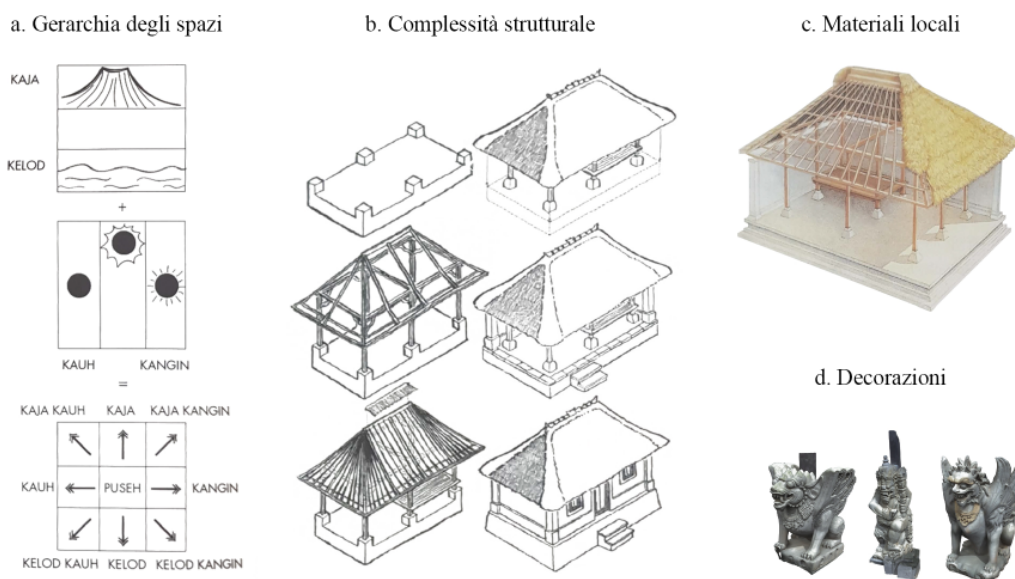 a. Gerarchia degli spazi
KAJA
KELOD
+
KAUH KANGIN
=
KAJA KAUH KAJA KAJA KANGIN
KAUH PUSEH KANGIN
KELOD KAUH KELOD KELOD KANGIN
b. Complessità strutturale
c. Materiali locali
d. Decorazioni